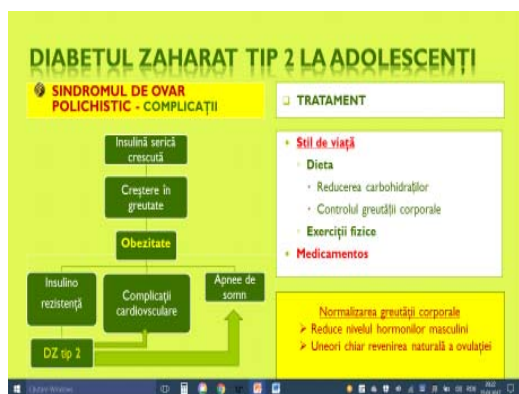 DIABETUL ZAHARAT TIP 2 LA ADOLESCENȚI
SINDROMUL DE OVAR
POLICHISTIC - COMPLICAȚII
Insulină serică
crescută
Creștere în
greutate
Obezitate
Insulino
rezistență
Complicații
cardiovsculare
Apnee de
somn
DZ tip 2
TRATAMENT
Stil de viață
Dieta
Reducerea carbohidraților
Controlul greutății corporale
Exerciții fizice
Medicamentos
Normalizarea greutății corporale
Reduce nivelul hormonilor masculini
Uneori chiar revenirea naturală a ovulației